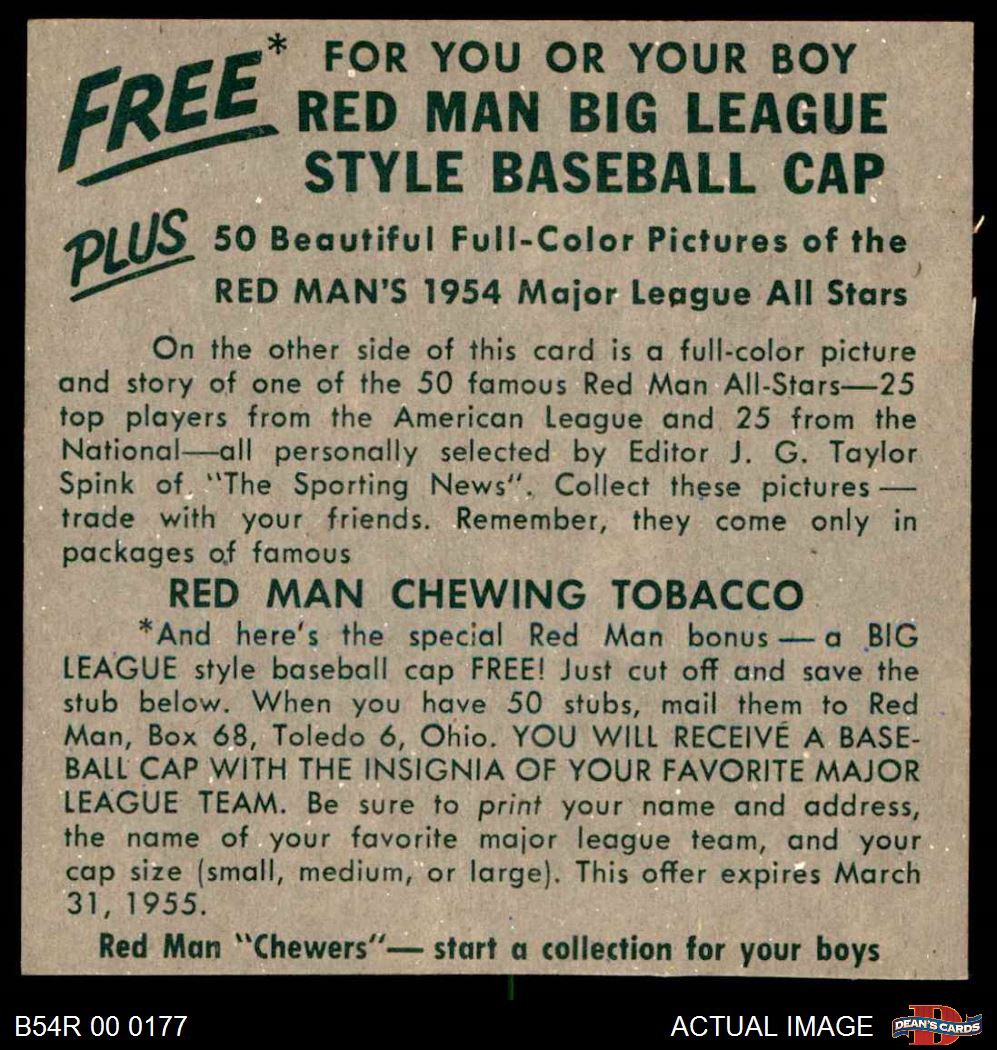 FREE* FOR YOU OR YOUR BOY
RED MAN BIG LEAGUE
STYLE BASEBALL CAP
PLUS 50 Beautiful Full-Color Pictures of the
RED MAN'S 1954 Major League All Stars
On the other side of this card is a full-color picture
and story of one of the 50 famous Red Man All-Stars—25
top players from the American League and 25 from the
National—all personally selected by Editor J. G. Taylor
Spink of "The Sporting News". Collect these pictures —
trade with your friends. Remember, they come only in
packages of famous
RED MAN CHEWING TOBACCO
*And here's the special Red Man bonus — a BIG
LEAGUE style baseball cap FREE! Just cut off and save the
stub below. When you have 50 stubs, mail them to Red
Man, Box 68, Toledo 6, Ohio. YOU WILL RECEIVE A BASE-
BALL CAP WITH THE INSIGNIA OF YOUR FAVORITE MAJOR
LEAGUE TEAM. Be sure to print your name and address,
the name of your favorite major league team, and your
cap size (small, medium, or large). This offer expires March
31, 1955.
Red Man "Chewers"— start a collection for your boys
B54R 00 0177
ACTUAL IMAGE
DEAN'S CARDS